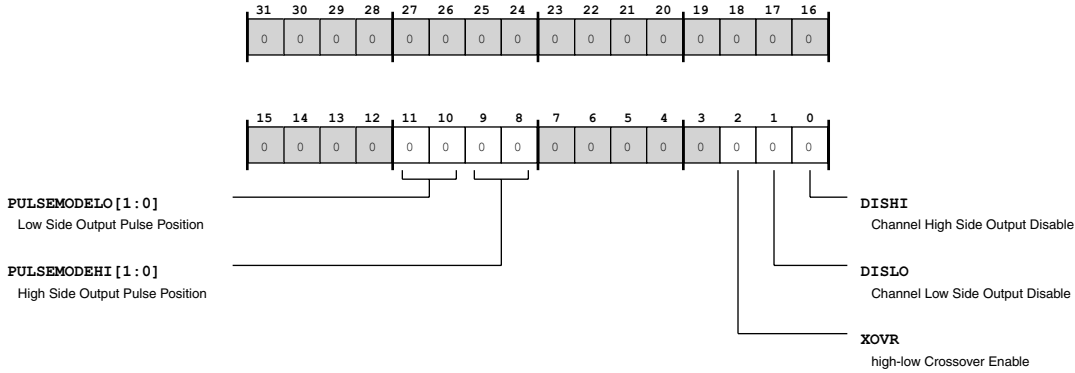 31 30 29 28 27 26 25 24 23 22 21 20 19 18 17 16
0 0 0 0 0 0 0 0 0 0 0 0 0 0 0 0
15 14 13 12 11 10 9 8 7 6 5 4 3 2 1 0
0 0 0 0 0 0 0 0 0 0 0 0 0 0 0 0
PULSEMODELO[1:0]
Low Side Output Pulse Position
DISHI
Channel High Side Output Disable
PULSEMODEHI[1:0]
High Side Output Pulse Position
DISLO
Channel Low Side Output Disable
XOVR
high-low Crossover Enable